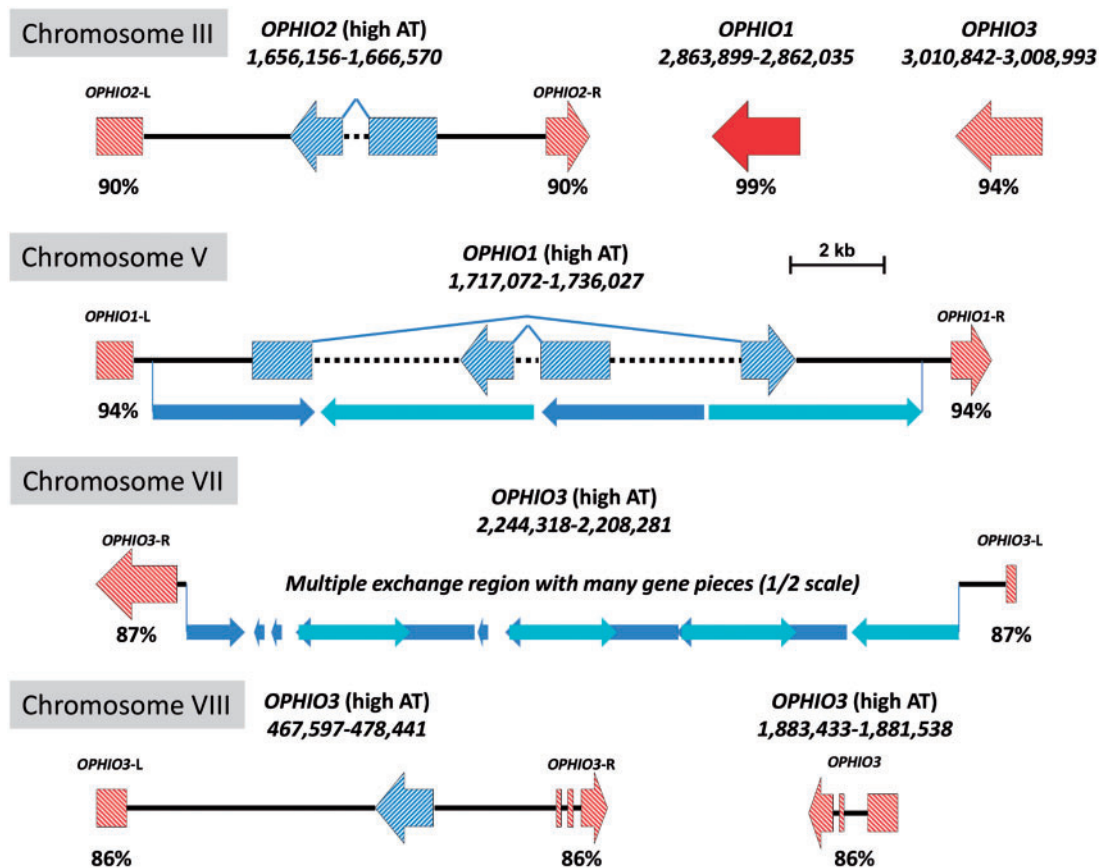 Chromosome III
OPHIO2 (high AT)
1,656,156-1,666,570
OPHIO1
2,863,899-2,862,035
OPHIO3
3,010,842-3,008,993
OPHIO2-L
OPHIO2-R
90%
90%
99%
94%
Chromosome V
OPHIO1 (high AT)
1,717,072-1,736,027
2 kb
OPHIO1-L
OPHIO1-R
94%
94%
Chromosome VII
OPHIO3 (high AT)
2,244,318-2,208,281
OPHIO3-R
OPHIO3-L
Multiple exchange region with many gene pieces (1/2 scale)
87%
87%
Chromosome VIII
OPHIO3 (high AT)
467,597-478,441
OPHIO3 (high AT)
1,883,433-1,881,538
OPHIO3-L
OPHIO3-R
OPHIO3
86%
86%
86%